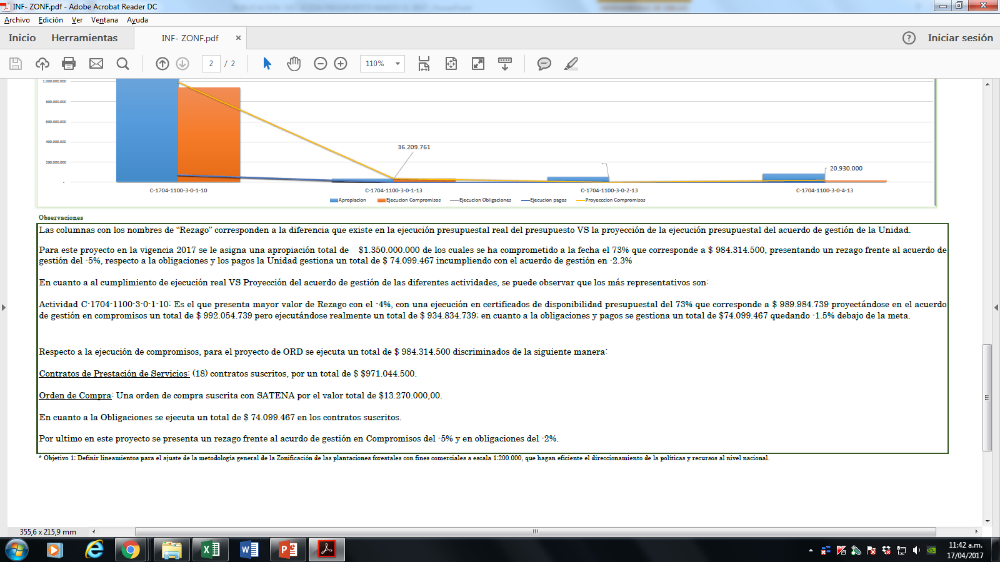 INF- ZONF.pdf - Adobe Acrobat Reader DC
Archivo Edición Ver Ventana Ayuda
Inicio Herramientas INF- ZONF.pdf × ? Iniciar sesión
2 / 2 110%
1.000.000.000
800.000.000
600.000.000
400.000.000
200.000.000
-
36.209.761
-
20.930.000
C-1704-1100-3-0-1-10 C-1704-1100-3-0-1-13 C-1704-1100-3-0-2-13 C-1704-1100-3-0-4-13
Apropiacion Ejecucion Compromisos Ejecucion Obligaciones Ejecucion pagos Proyecccion Compromisos
Observaciones
Las columnas con los nombres de “Rezago” corresponden a la diferencia que existe en la ejecución presupuestal real del presupuesto VS la proyección de la ejecución presupuestal del acuerdo de gestión de la Unidad.
Para este proyecto en la vigencia 2017 se le asigna una apropiación total de $1.350.000.000 de los cuales se ha comprometido a la fecha el 73% que corresponde a $ 984.314.500, presentando un rezago frente al acuerdo de
gestión del -5%, respecto a la obligaciones y los pagos la Unidad gestiona un total de $ 74.099.467 incumpliendo con el acuerdo de gestión en -2.3%
En cuanto a al cumplimiento de ejecución real VS Proyección del acuerdo de gestión de las diferentes actividades, se puede observar que los más representativos son:
Actividad C-1704-1100-3-0-1-10: Es el que presenta mayor valor de Rezago con el -4%, con una ejecución en certificados de disponibilidad presupuestal del 73% que corresponde a $ 989.984.739 proyectándose en el acuerdo
de gestión en compromisos un total de $ 992.054.739 pero ejecutándose realmente un total de $ 934.834.739; en cuanto a la obligaciones y pagos se gestiona un total de $74.099.467 quedando -1.5% debajo de la meta.
Respecto a la ejecución de compromisos, para el proyecto de ORD se ejecuta un total de $ 984.314.500 discriminados de la siguiente manera:
Contratos de Prestación de Servicios: (18) contratos suscritos, por un total de $ $971.044.500.
Orden de Compra: Una orden de compra suscrita con SATENA por el valor total de $13.270.000,00.
En cuanto a la Obligaciones se ejecuta un total de $ 74.099.467 en los contratos suscritos.
Por ultimo en este proyecto se presenta un rezago frente al acurdo de gestión en Compromisos del -5% y en obligaciones del -2%.
* Objetivo 1: Definir lineamientos para el ajuste de la metodología general de la Zonificación de las plantaciones forestales con fines comerciales a escala 1:200.000, que hagan eficiente el direccionamiento de la políticas y recursos al nivel nacional.
355,6 x 215,9 mm
11:42 a.m.
17/04/2017